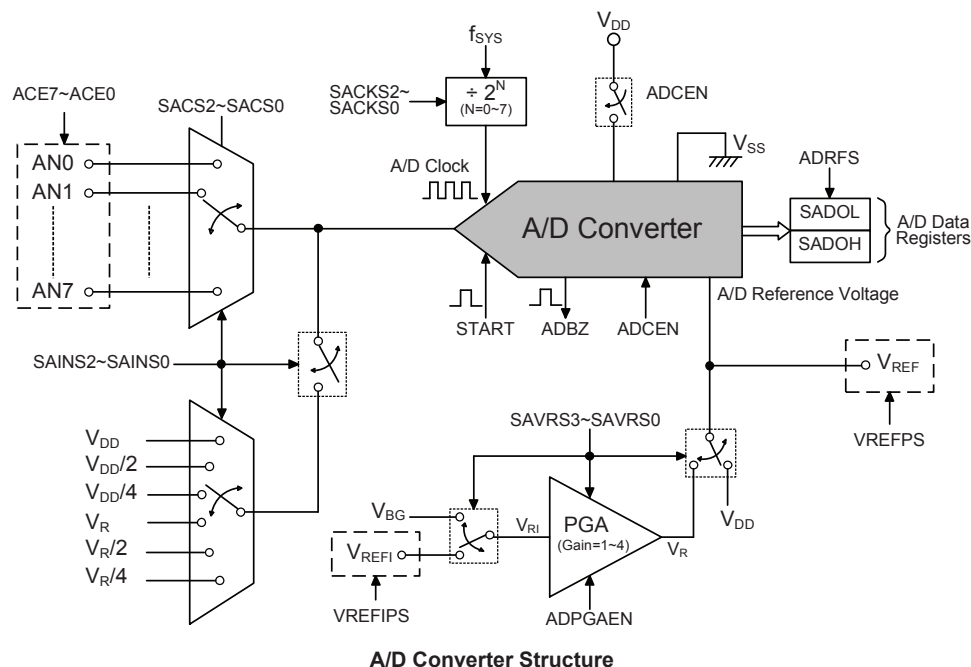 f_SYS
V_DD
ACE7~ACE0
SACS2~SACS0
SACKS2~
SACKS0
÷ 2^N
(N=0~7)
ADCEN
AN0
AN1
AN7
A/D Clock
V_SS
ADRFS
A/D Converter
SADOL
SADOH
A/D Data
Registers
A/D Reference Voltage
START
ADBZ
ADCEN
SAINS2~SAINS0
V_REF
VREFPS
SAVRS3~SAVRS0
V_DD
V_DD/2
V_DD/4
V_R
V_R/2
V_R/4
V_BG
V_REFI
VREFIPS
V_RI
PGA
(Gain=1~4)
V_R
V_DD
ADPGAEN
A/D Converter Structure